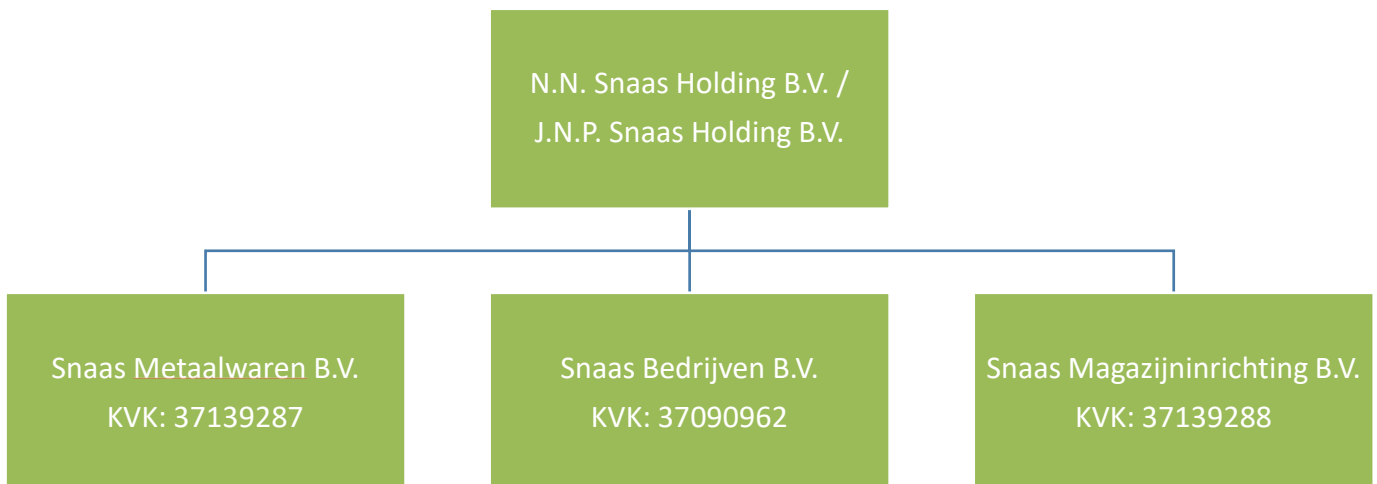 N.N. Snaas Holding B.V. /
J.N.P. Snaas Holding B.V.
Snaas Metaalwaren B.V.
KVK: 37139287
Snaas Bedrijven B.V.
KVK: 37090962
Snaas Magazijninrichting B.V.
KVK: 37139288